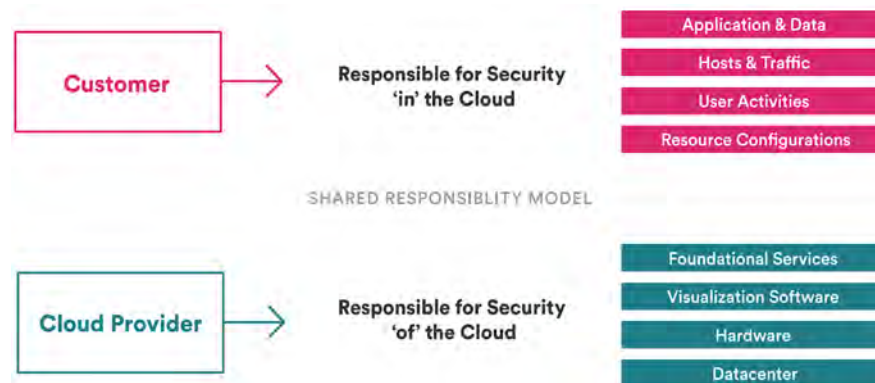 Customer
Responsible for Security
'in' the Cloud
Application & Data
Hosts & Traffic
User Activities
Resource Configurations
SHARED RESPONSIBLITY MODEL
Cloud Provider
Responsible for Security
'of' the Cloud
Foundational Services
Visualization Software
Hardware
Datacenter